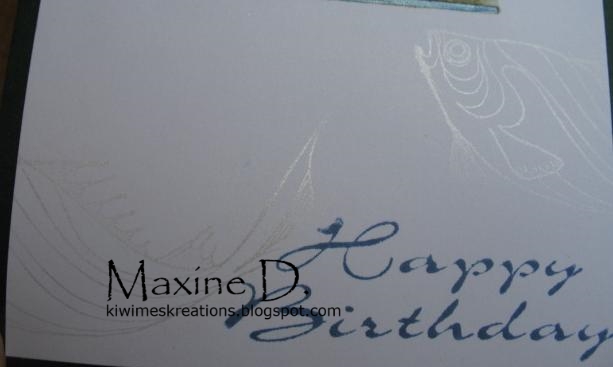 Happy
Maxine D.
kiwimeskreations.blogspot.com
Birthday